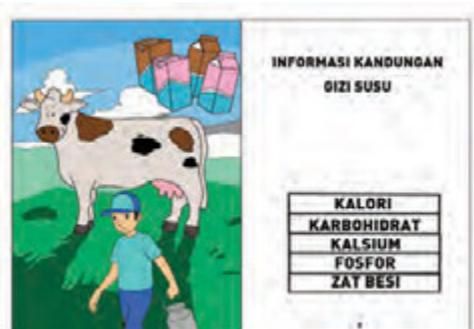 INFORMASI KANDUNGAN
GIZI SUSU
KALORI
KARBOHIDRAT
KALSIUM
FOSFOR
ZAT BESI